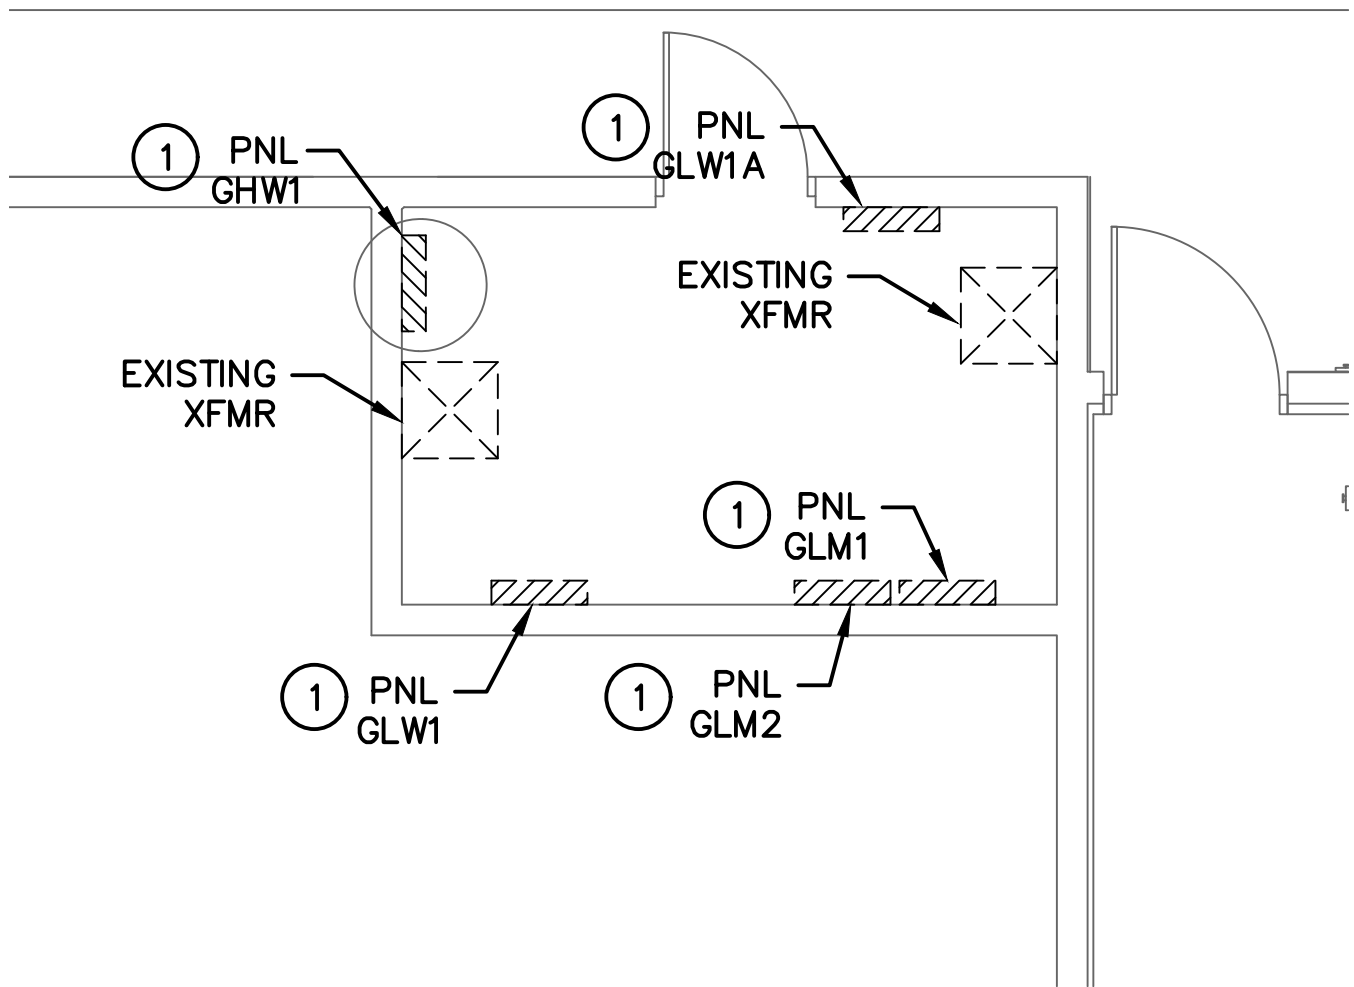 1 PNL
GLW1A
1 PNL
GHW1
EXISTING
XFMR
EXISTING
XFMR
1 PNL
GLM1
1 PNL
GLW1
1 PNL
GLM2